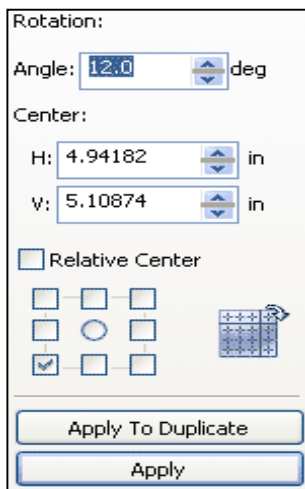 Rotation:
Angle: 12.0 deg
Center:
H: 4.94182 in
V: 5.10874 in
Relative Center
Apply To Duplicate
Apply